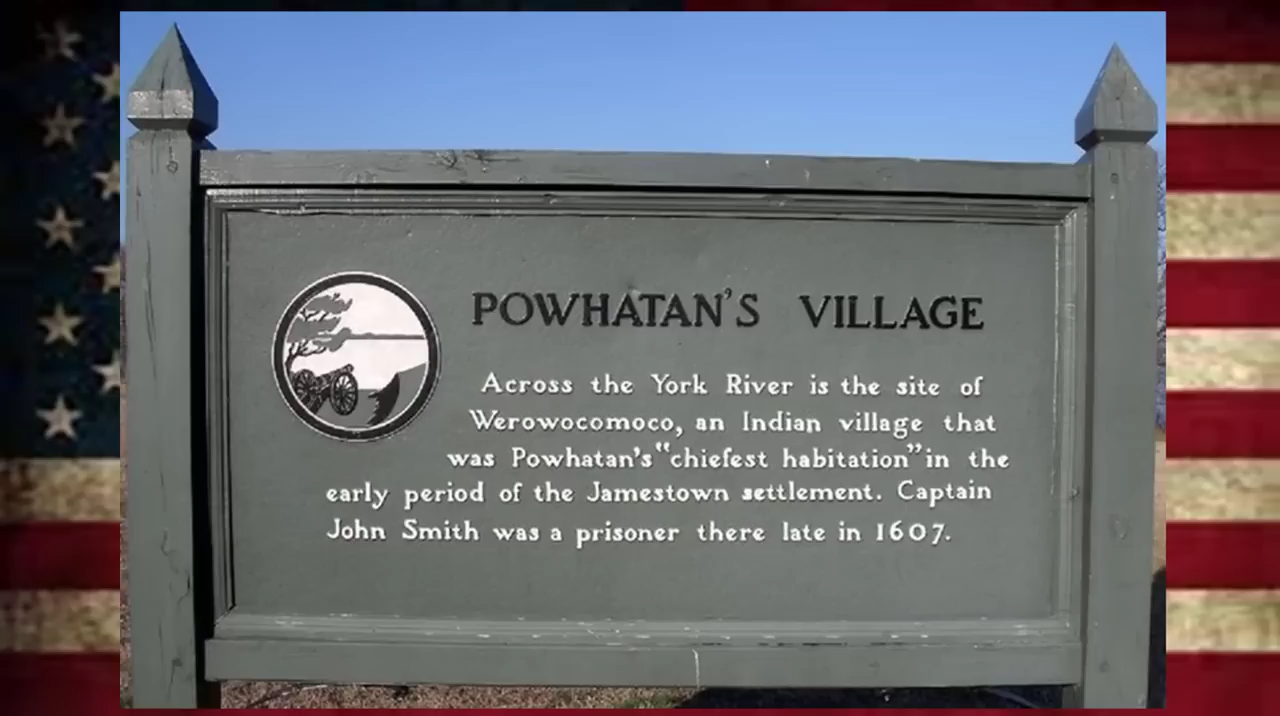 POWHATAN'S VILLAGE
Across the York River is the site of
Werowocomoco, an Indian village that
was Powhatan's "chiefest habitation" in the
early period of the Jamestown settlement. Captain
John Smith was a prisoner there late in 1607.